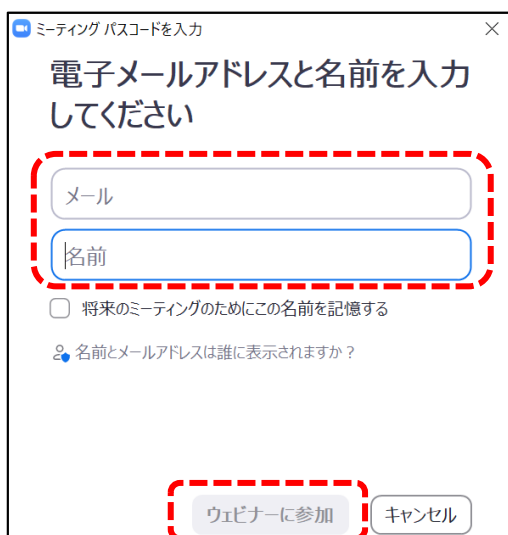 ミーティング パスコードを入力
電子メールアドレスと名前を入力
してください
メール
名前
将来のミーティングのためにこの名前を記憶する
名前とメールアドレスは誰に表示されますか？
ウェビナーに参加
キャンセル